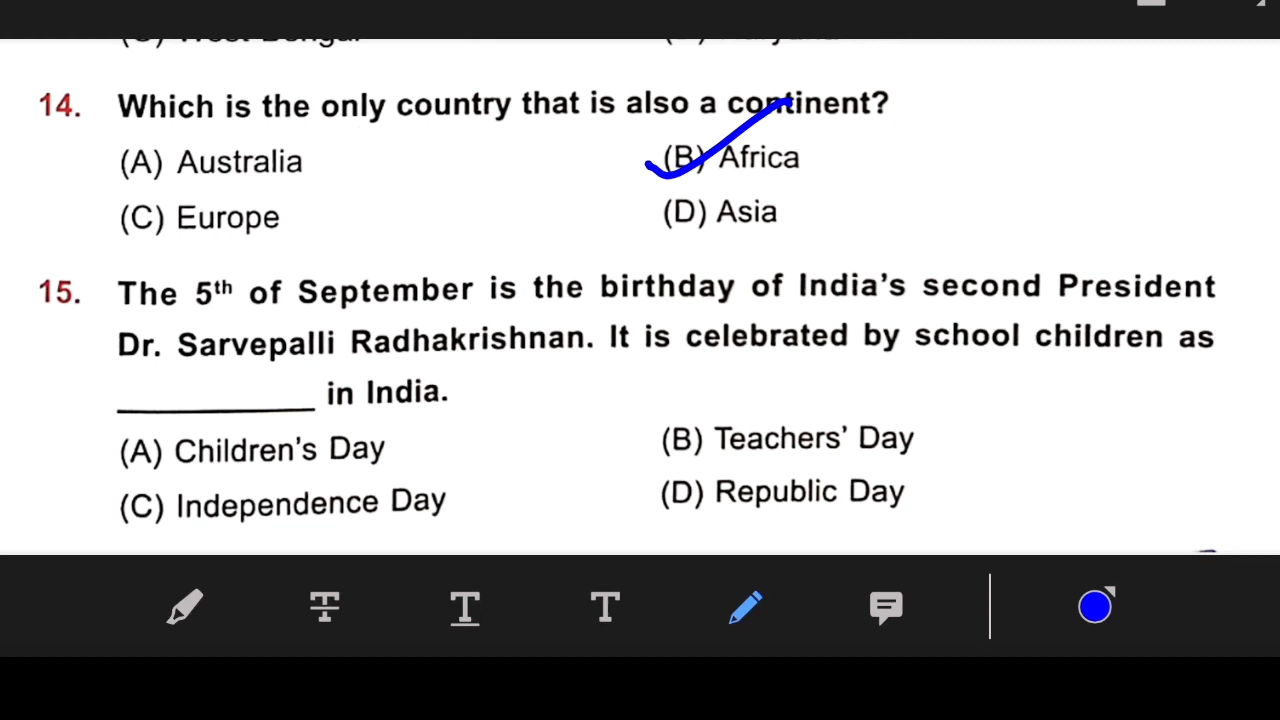 14. Which is the only country that is also a continent?
(A) Australia (B) Africa
(C) Europe (D) Asia
15. The 5th of September is the birthday of India's second President
Dr. Sarvepalli Radhakrishnan. It is celebrated by school children as
__________ in India.
(A) Children's Day (B) Teachers' Day
(C) Independence Day (D) Republic Day